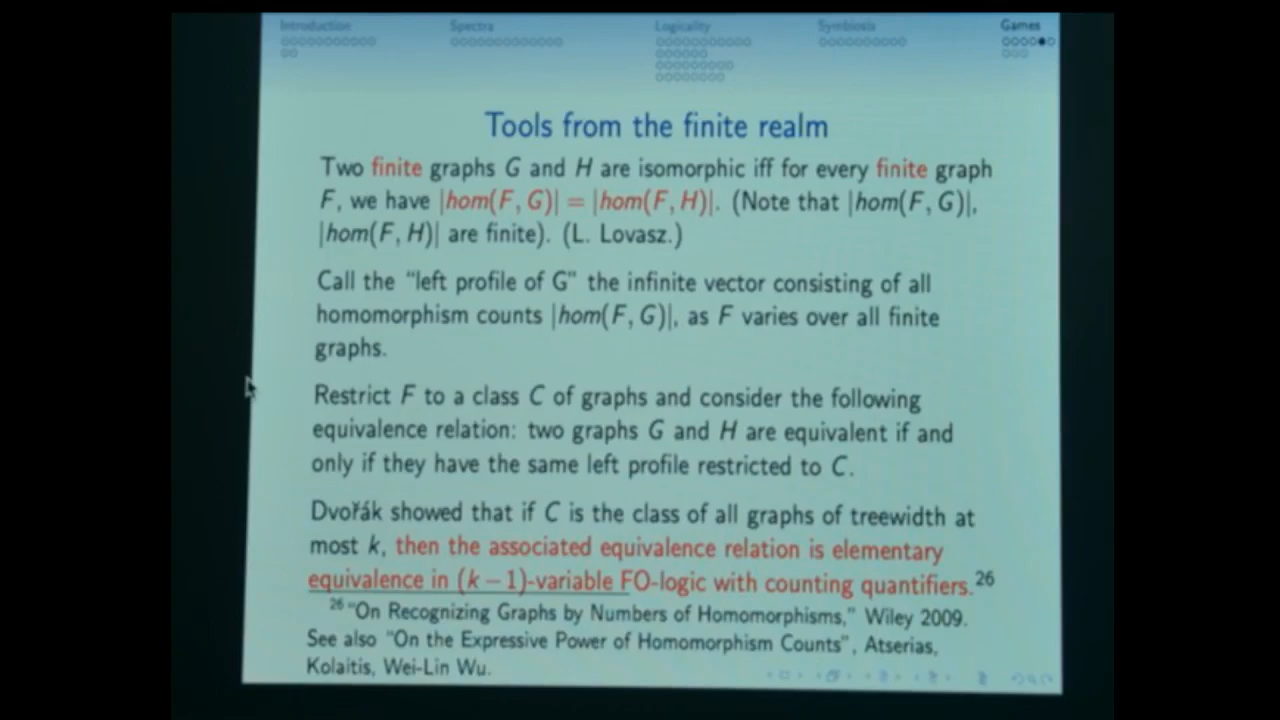 Introduction Spectra Logicality Symbiosis Games
Tools from the finite realm
Two finite graphs G and H are isomorphic iff for every finite graph
F, we have |hom(F, G)| = |hom(F, H)|. (Note that |hom(F, G)|,
|hom(F, H)| are finite). (L. Lovasz.)
Call the "left profile of G" the infinite vector consisting of all
homomorphism counts |hom(F, G)|, as F varies over all finite
graphs.
Restrict F to a class C of graphs and consider the following
equivalence relation: two graphs G and H are equivalent if and
only if they have the same left profile restricted to C.
Dvořák showed that if C is the class of all graphs of treewidth at
most k, then the associated equivalence relation is elementary
equivalence in (k − 1)-variable FO-logic with counting quantifiers.26
26 "On Recognizing Graphs by Numbers of Homomorphisms," Wiley 2009.
See also "On the Expressive Power of Homomorphism Counts", Atserias,
Kolaitis, Wei-Lin Wu.